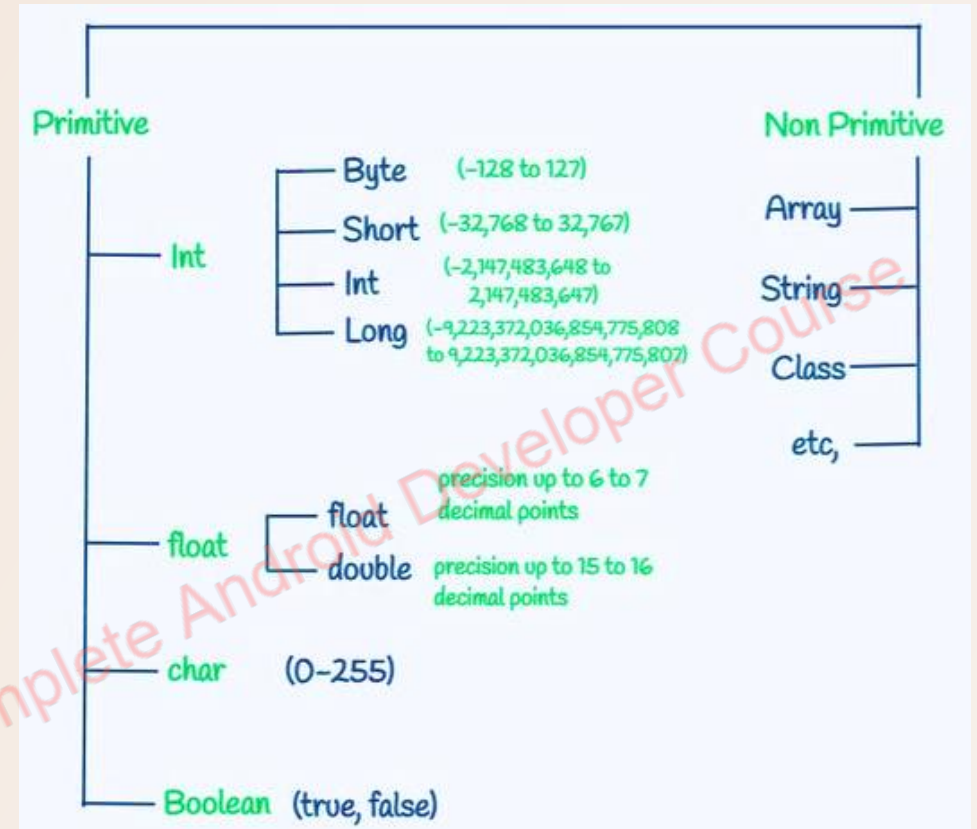 Primitive
Non Primitive
Int
Byte (-128 to 127)
Short (-32,768 to 32,767)
Int (-2,147,483,648 to
2,147,483,647)
Long (-9,223,372,036,854,775,808
to 9,223,372,036,854,775,807)
Array
String
Class
etc,
float
float precision up to 6 to 7
decimal points
double precision up to 15 to 16
decimal points
char (0-255)
Boolean (true, false)
mplete Android Developer Course